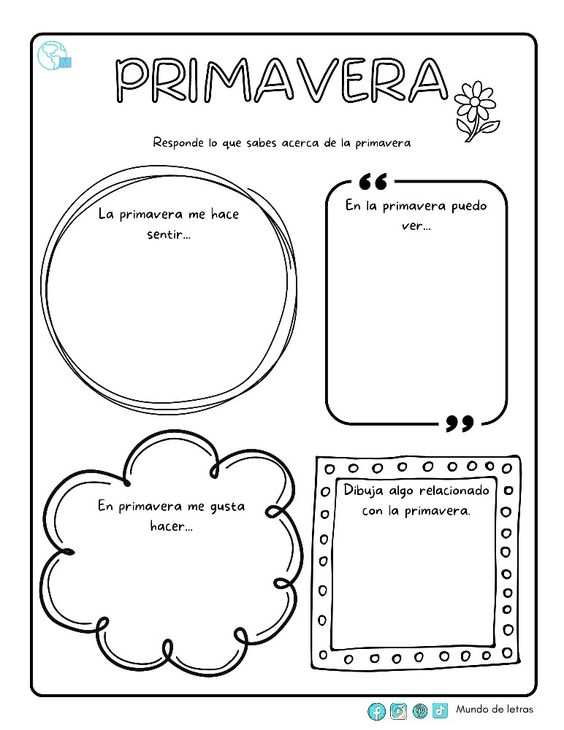 PRIMAVERA
Responde lo que sabes acerca de la primavera
La primavera me hace
sentir...
En la primavera puedo
ver...
En primavera me gusta
hacer...
Dibuja algo relacionado
con la primavera.
Mundo de letras